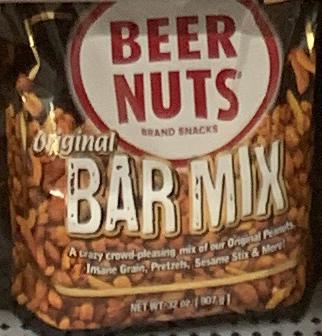 BEER
NUTS®
BRAND SNACKS
Original
BAR MIX
A crazy crowd-pleasing mix of our Original Peanuts,
Insane Grain, Pretzels, Sesame Stix & More!
NET WT. 32 oz. [ 907 g ]